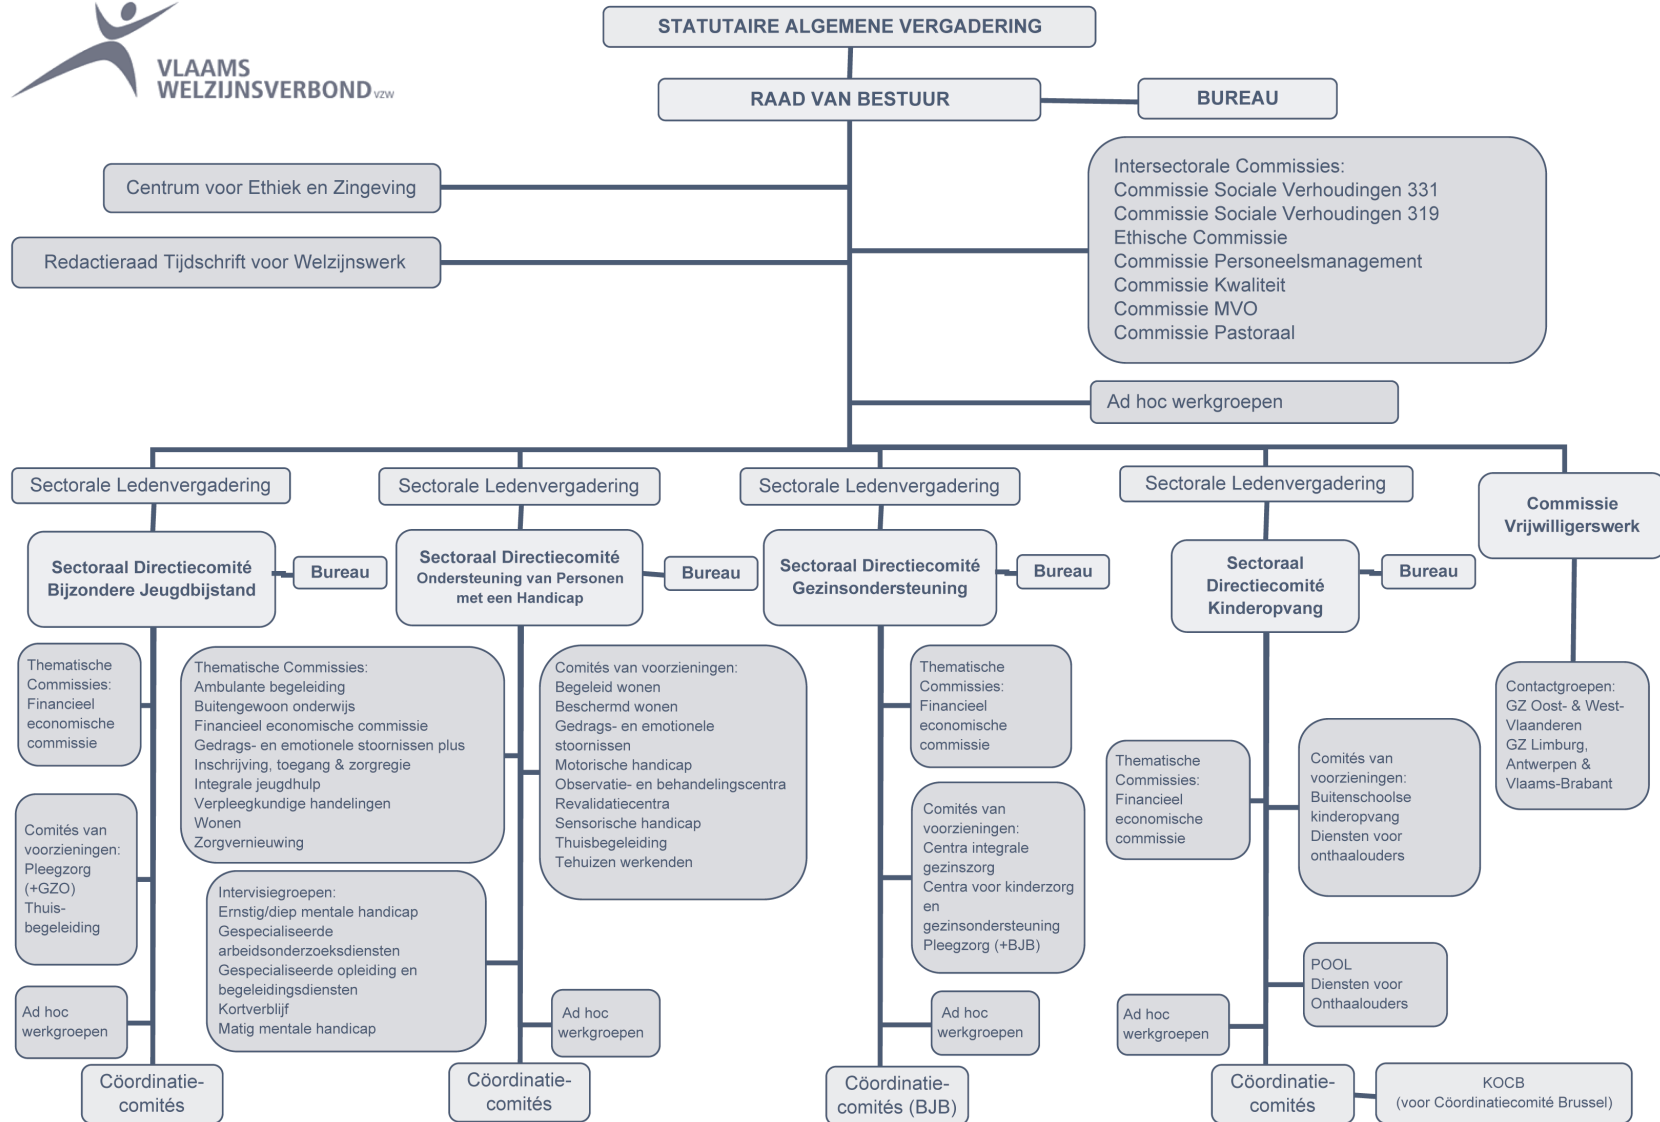 VLAAMS
WELZIJNSVERBOND vzw
STATUTAIRE ALGEMENE VERGADERING
RAAD VAN BESTUUR
BUREAU
Centrum voor Ethiek en Zingeving
Redactieraad Tijdschrift voor Welzijnswerk
Intersectorale Commissies:
Commissie Sociale Verhoudingen 331
Commissie Sociale Verhoudingen 319
Ethische Commissie
Commissie Personeelsmanagement
Commissie Kwaliteit
Commissie MVO
Commissie Pastoraal
Ad hoc werkgroepen
Sectorale Ledenvergadering
Sectoraal Directiecomité
Bijzondere Jeugdbijstand
Bureau
Thematische
Commissies:
Financieel
economische
commissie
Comités van
voorzieningen:
Pleegzorg
(+GZO)
Thuis-
begeleiding
Ad hoc
werkgroepen
Cöordinatie-
comités
Sectorale Ledenvergadering
Sectoraal Directiecomité
Ondersteuning van Personen
met een Handicap
Bureau
Thematische Commissies:
Ambulante begeleiding
Buitengewoon onderwijs
Financieel economische commissie
Gedrags- en emotionele stoornissen plus
Inschrijving, toegang & zorgregie
Integrale jeugdhulp
Verpleegkundige handelingen
Wonen
Zorgvernieuwing
Comités van voorzieningen:
Begeleid wonen
Beschermd wonen
Gedrags- en emotionele
stoornissen
Motorische handicap
Observatie- en behandelingscentra
Revalidatiecentra
Sensorische handicap
Thuisbegeleiding
Tehuizen werkenden
Intervisiegroepen:
Ernstig/diep mentale handicap
Gespecialiseerde
arbeidsonderzoeksdiensten
Gespecialiseerde opleiding en
begeleidingsdiensten
Kortverblijf
Matig mentale handicap
Ad hoc
werkgroepen
Cöordinatie-
comités
Sectorale Ledenvergadering
Sectoraal Directiecomité
Gezinsondersteuning
Bureau
Thematische
Commissies:
Financieel
economische
commissie
Comités van
voorzieningen:
Centra integrale
gezinszorg
Centra voor kinderzorg
en
gezinsondersteuning
Pleegzorg (+BJB)
Ad hoc
werkgroepen
Cöordinatie-
comités (BJB)
Sectorale Ledenvergadering
Sectoraal
Directiecomité
Kinderopvang
Bureau
Thematische
Commissies:
Financieel
economische
commissie
Comités van
voorzieningen:
Buitenschoolse
kinderopvang
Diensten voor
onthaalouders
POOL
Diensten voor
Onthaalouders
Ad hoc
werkgroepen
Cöordinatie-
comités
KOCB
(voor Cöordinatiecomité Brussel)
Commissie
Vrijwilligerswerk
Contactgroepen:
GZ Oost- & West-
Vlaanderen
GZ Limburg,
Antwerpen &
Vlaams-Brabant